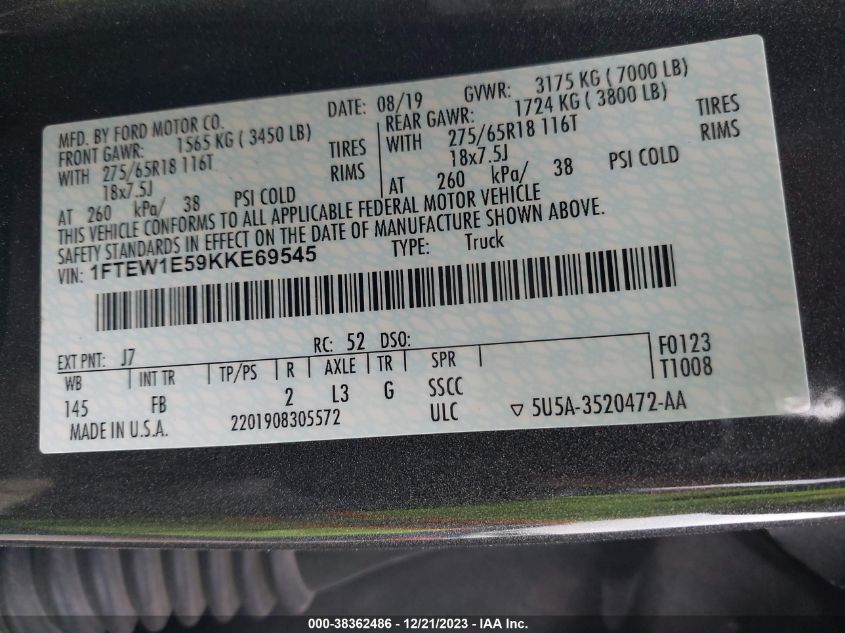 MFD. BY FORD MOTOR CO.
DATE: 08/19 GVWR: 3175 KG ( 7000 LB)
FRONT GAWR: 1565 KG ( 3450 LB) REAR GAWR: 1724 KG ( 3800 LB)
WITH 275/65R18 116T TIRES WITH 275/65R18 116T TIRES
18x7.5J RIMS 18x7.5J RIMS
AT 260 kPa/ 38 PSI COLD AT 260 kPa/ 38 PSI COLD
THIS VEHICLE CONFORMS TO ALL APPLICABLE FEDERAL MOTOR VEHICLE
SAFETY STANDARDS IN EFFECT ON THE DATE OF MANUFACTURE SHOWN ABOVE.
VIN: 1FTEW1E59KKE69545 TYPE: Truck
EXT PNT: J7 RC: 52 DSO:
WB INT TR TP/PS R AXLE TR SPR F0123
145 FB 2 L3 G SSCC T1008
MADE IN U.S.A. 2201908305572 ULC ▽ 5U5A-3520472-AA
000-38362486 - 12/21/2023 - IAA Inc.